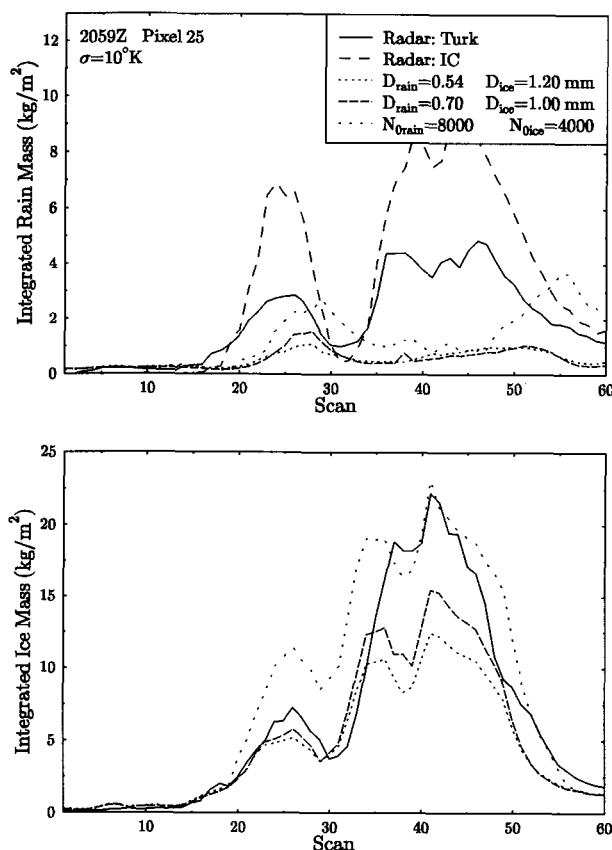 2059Z Pixel 25
σ=10°K
Radar: Turk
Radar: IC
D_rain=0.54 D_ice=1.20 mm
D_rain=0.70 D_ice=1.00 mm
N_0rain=8000 N_0ice=4000
Integrated Rain Mass (kg/m²)
12
10
8
6
4
2
0
10 20 30 40 50 60
Scan
Integrated Ice Mass (kg/m²)
25
20
15
10
5
0
10 20 30 40 50 60
Scan